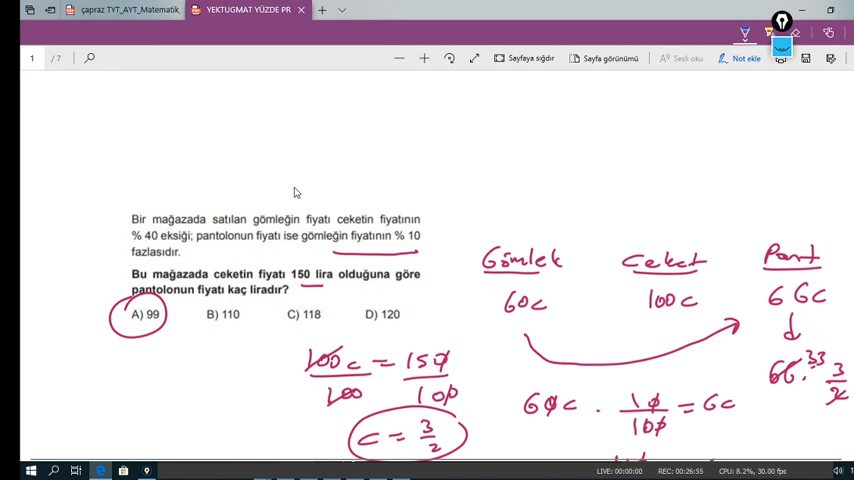 çapraz TYT_AYT_Matematik
YEKTUGMAT YÜZDE PR
1 /7
Sayfaya sığdır
Sayfa görünümü
Sesli oku
Not ekle
Bir mağazada satılan gömleğin fiyatı ceketin fiyatının
% 40 eksiği; pantolonun fiyatı ise gömleğin fiyatının % 10
fazlasıdır.
Bu mağazada ceketin fiyatı 150 lira olduğuna göre
pantolonun fiyatı kaç liradır?
A) 99 B) 110 C) 118 D) 120
Gömlek Ceket Pant
60c 100c 66c
100c = 150
100 100
c = 3/2
66 . 3/2
33
60c . 10/100 = 6c
LIVE: 00:00:00 REC: 00:26:55 CPU: 8.2%, 30.00 fps